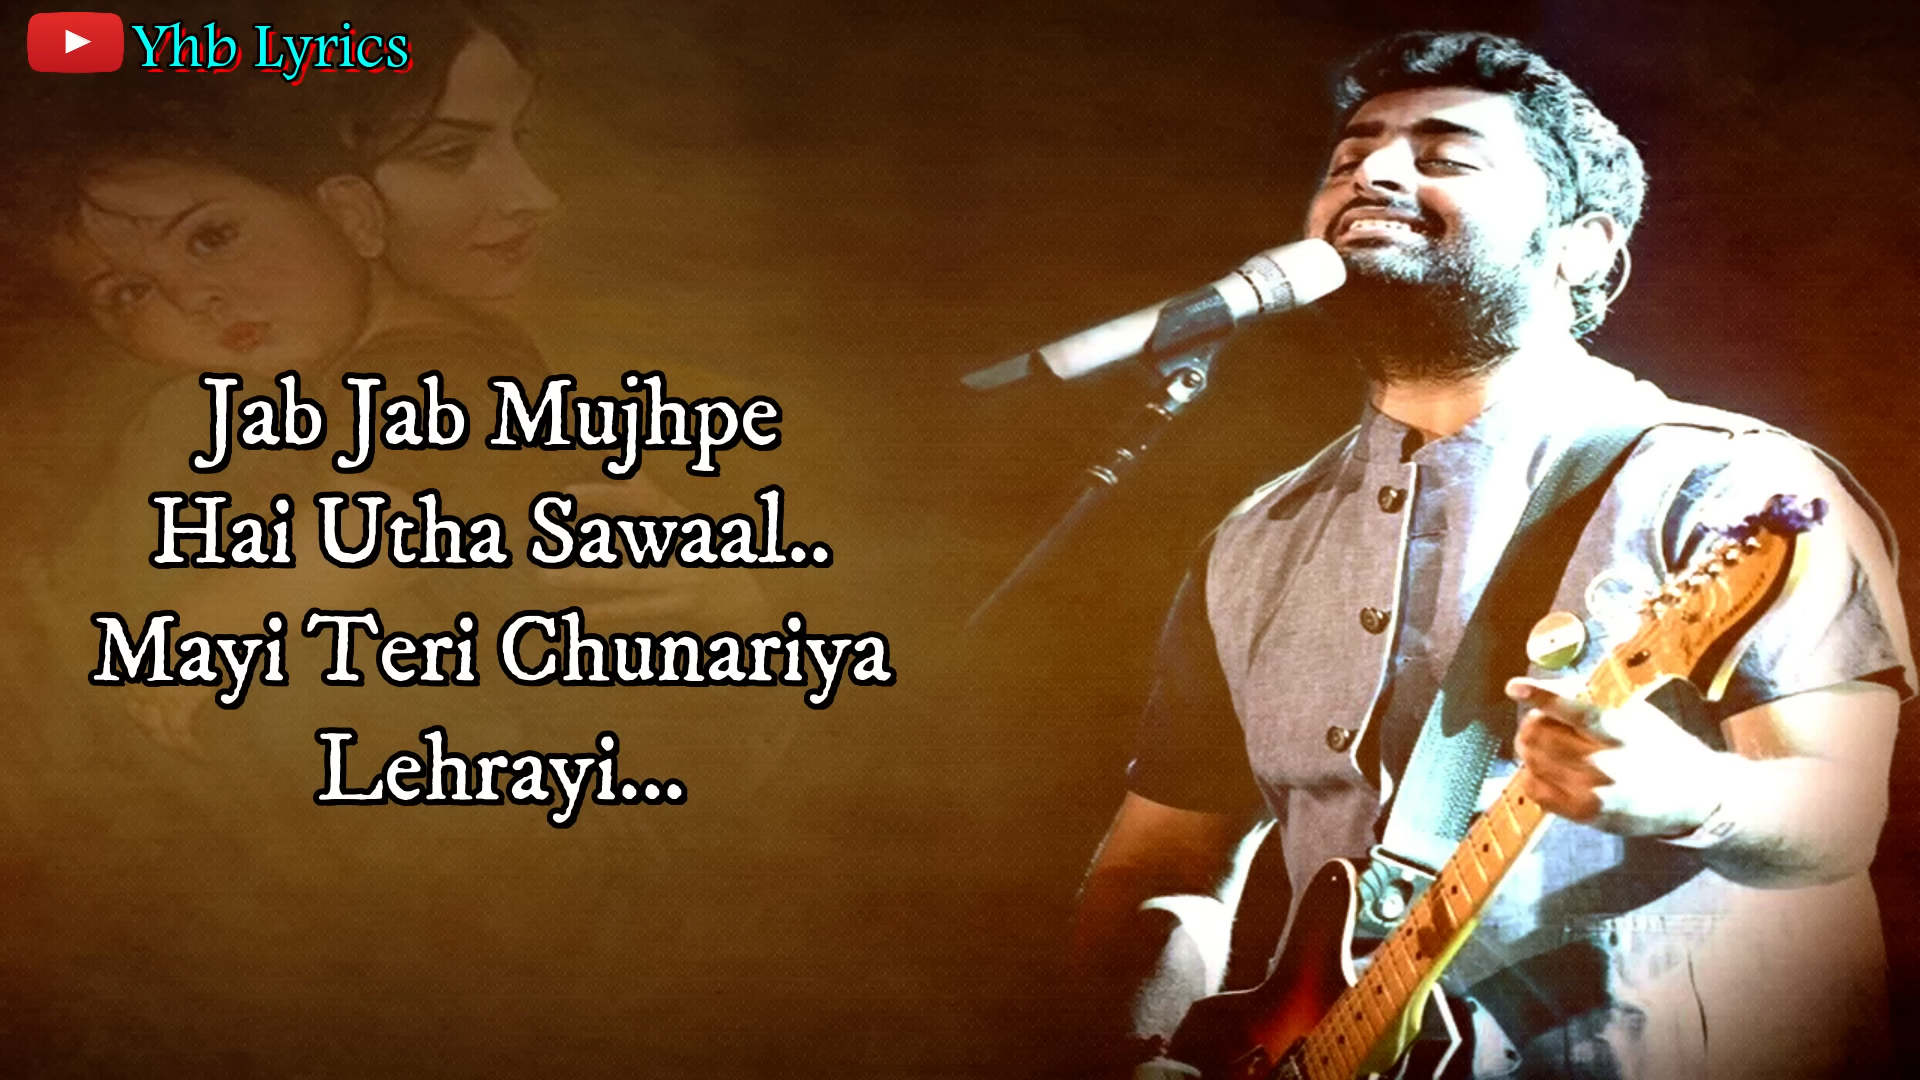 Yhb Lyrics
Jab Jab Mujhpe
Hai Utha Sawaal..
Mayi Teri Chunariya
Lehrayi...